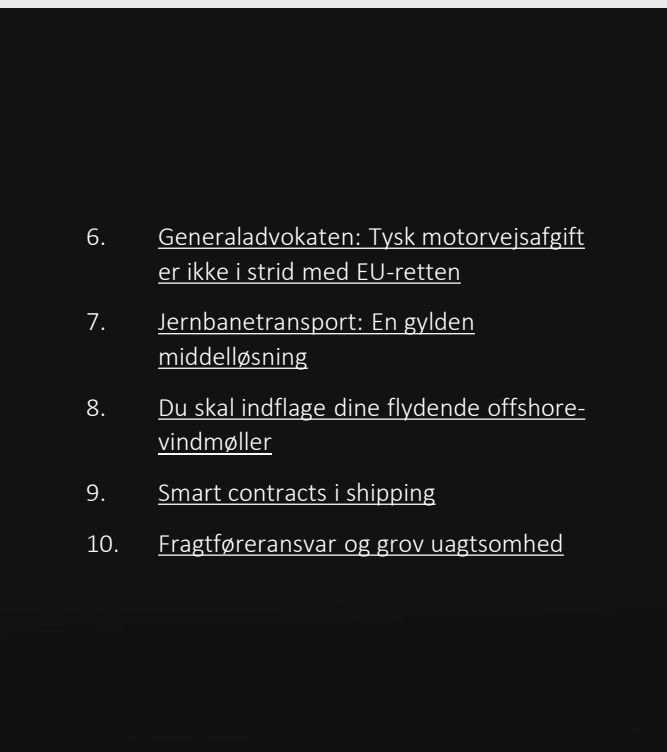 6. Generaladvokaten: Tysk motorvejsafgift
er ikke i strid med EU-retten
7. Jernbanetransport: En gylden
middelløsning
8. Du skal indflage dine flydende offshore-
vindmøller
9. Smart contracts i shipping
10. Fragtføreransvar og grov uagtsomhed